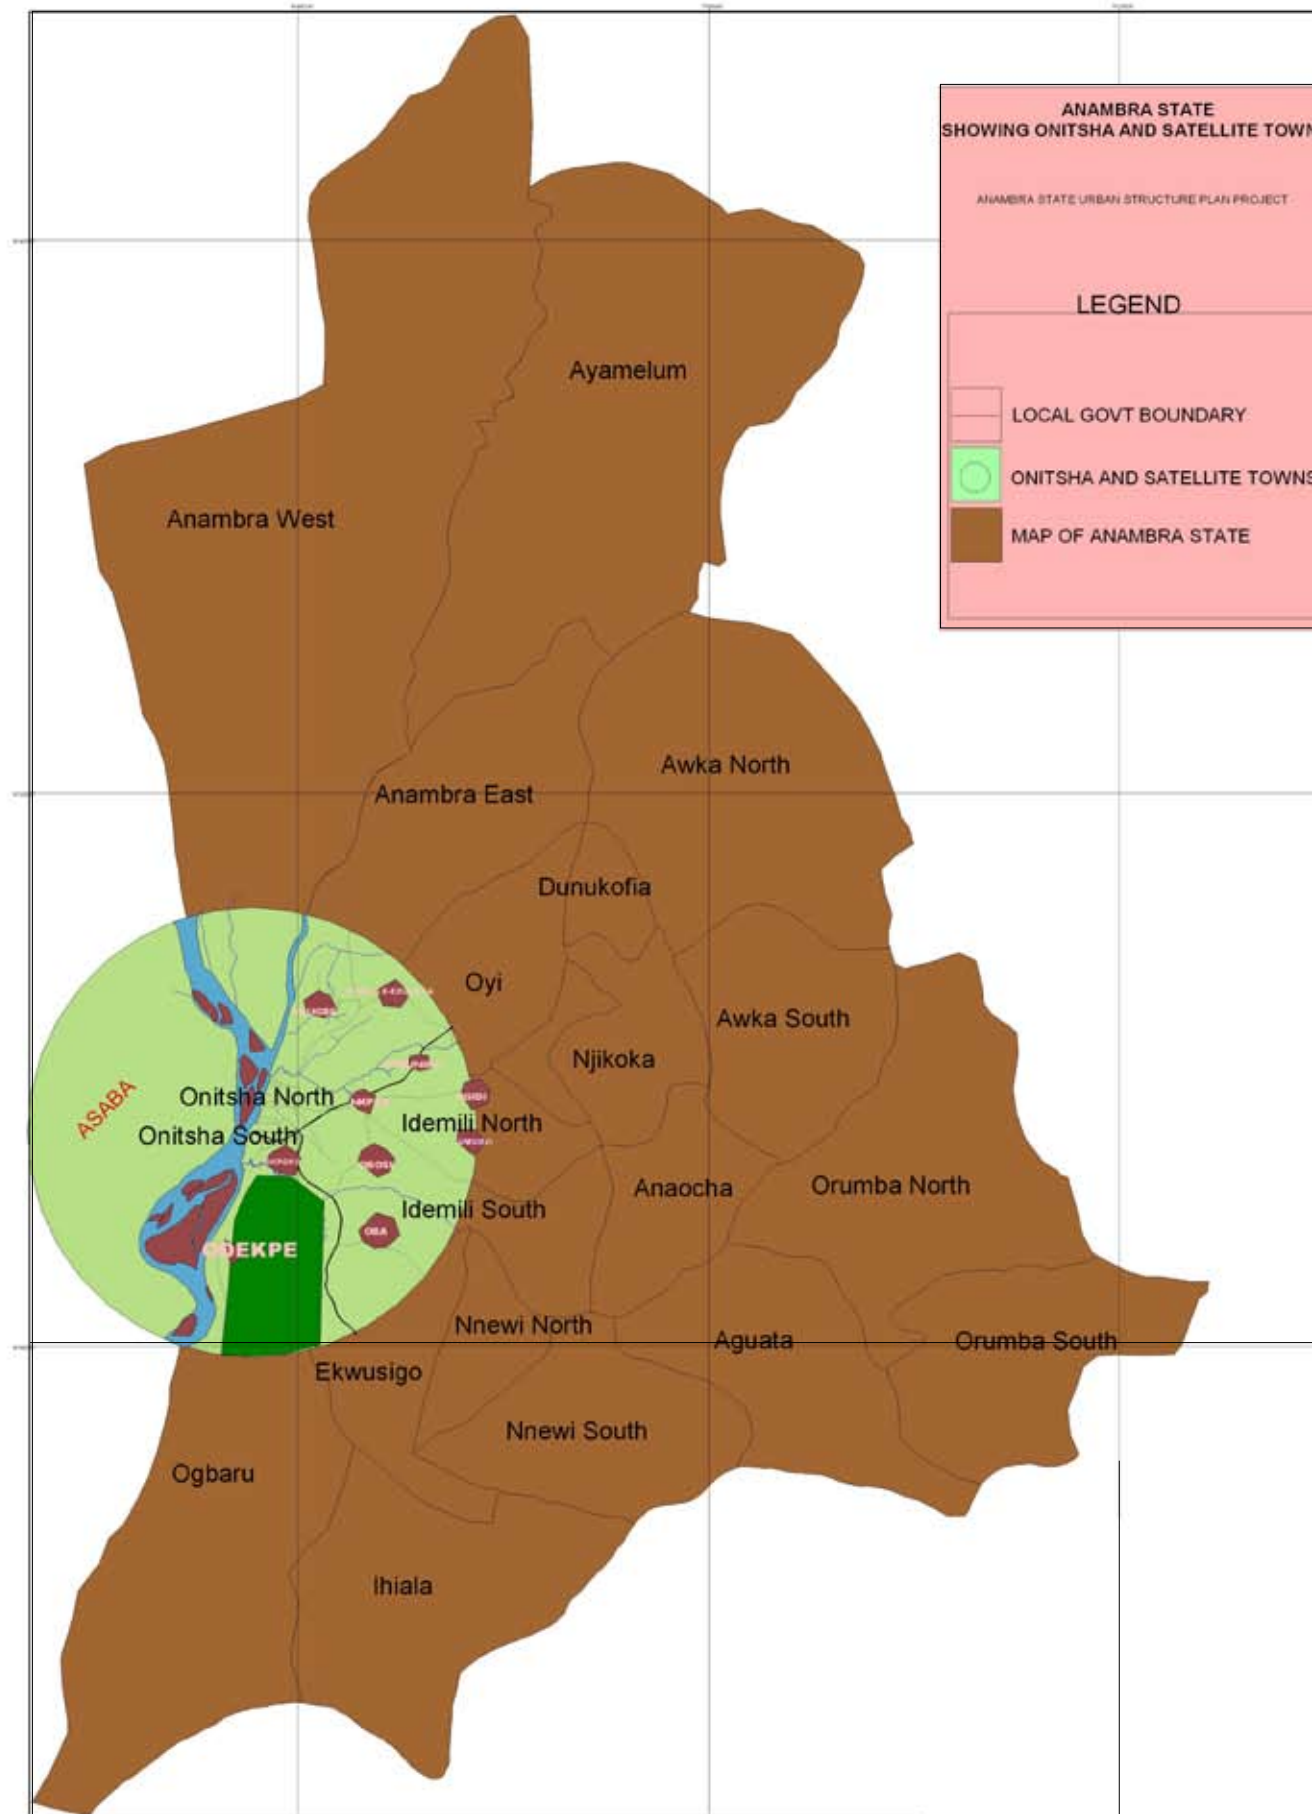 ANAMBRA STATE
SHOWING ONITSHA AND SATELLITE TOWN
ANAMBRA STATE URBAN STRUCTURE PLAN PROJECT
LEGEND
LOCAL GOVT BOUNDARY
ONITSHA AND SATELLITE TOWNS
MAP OF ANAMBRA STATE
Ayamelum
Anambra West
Awka North
Anambra East
Dunukofia
Oyi
Awka South
Njikoka
Onitsha North
ASABA
Idemili North
Onitsha South
Anaocha
Orumba North
Idemili South
OBA
ODEKPE
Nnewi North
Aguata
Orumba South
Ekwusigo
Nnewi South
Ogbaru
Ihiala